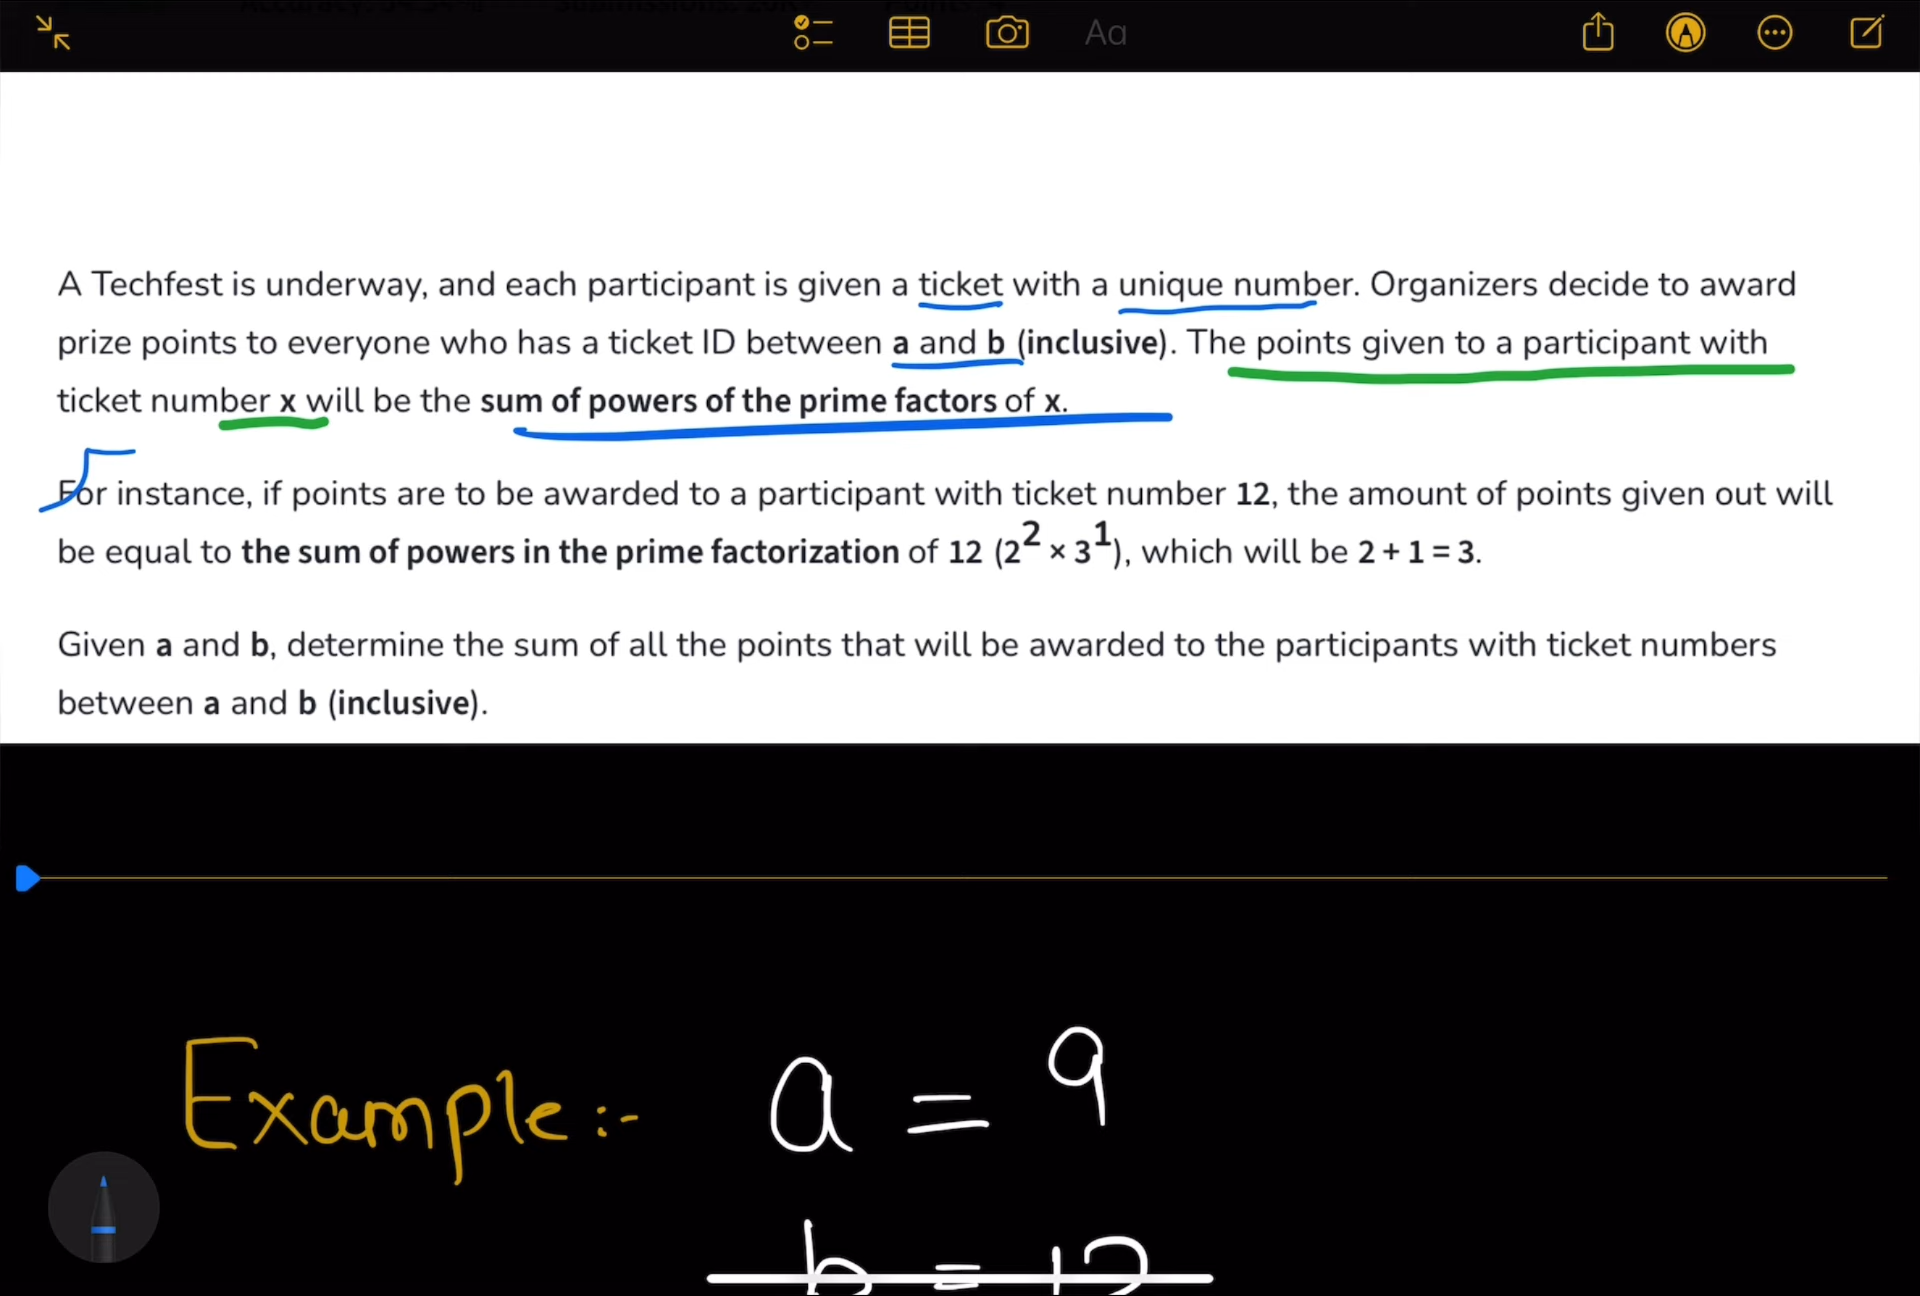 Aa
A Techfest is underway, and each participant is given a ticket with a unique number. Organizers decide to award
prize points to everyone who has a ticket ID between a and b (inclusive). The points given to a participant with
ticket number x will be the sum of powers of the prime factors of x.
For instance, if points are to be awarded to a participant with ticket number 12, the amount of points given out will
be equal to the sum of powers in the prime factorization of 12 (2² × 3¹), which will be 2 + 1 = 3.
Given a and b, determine the sum of all the points that will be awarded to the participants with ticket numbers
between a and b (inclusive).
Example :- a = 9
b = 12